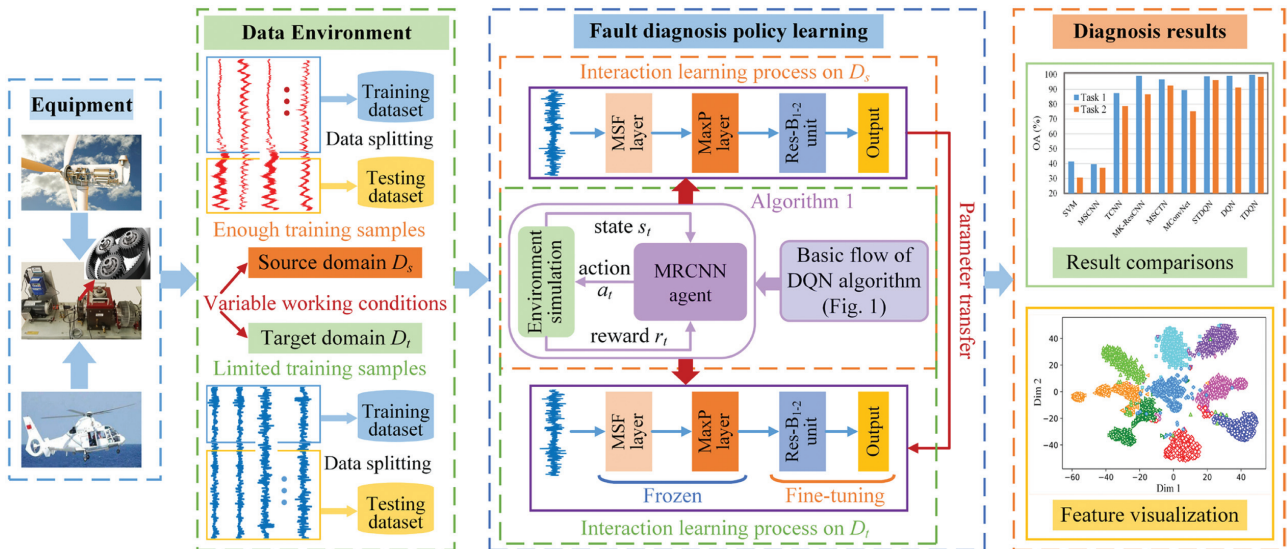 Equipment
Data Environment
Training
dataset
Data splitting
Testing
dataset
Enough training samples
Source domain Ds
Variable working conditions
Target domain Dt
Limited training samples
Training
dataset
Data splitting
Testing
dataset
Fault diagnosis policy learning
Interaction learning process on Ds
MSF
layer
MaxP
layer
Res-B1-2
unit
Output
Algorithm 1
Environment
simulation
state st
action
at
reward rt
MRCNN
agent
Basic flow of
DQN algorithm
(Fig. 1)
Parameter transfer
MSF
layer
MaxP
layer
Res-B1-2
unit
Output
Frozen
Fine-tuning
Interaction learning process on Dt
Diagnosis results
OA (%)
100
90
80
70
60
50
40
30
20
Task 1
Task 2
SVM
MSCNN
TCNN
MK-ResCNN
MSCTN
MConvNet
STDQN
DQN
TDQN
Result comparisons
Dim 2
40
20
0
−20
−40
−60
−40
−20
0
20
40
Dim 1
Feature visualization